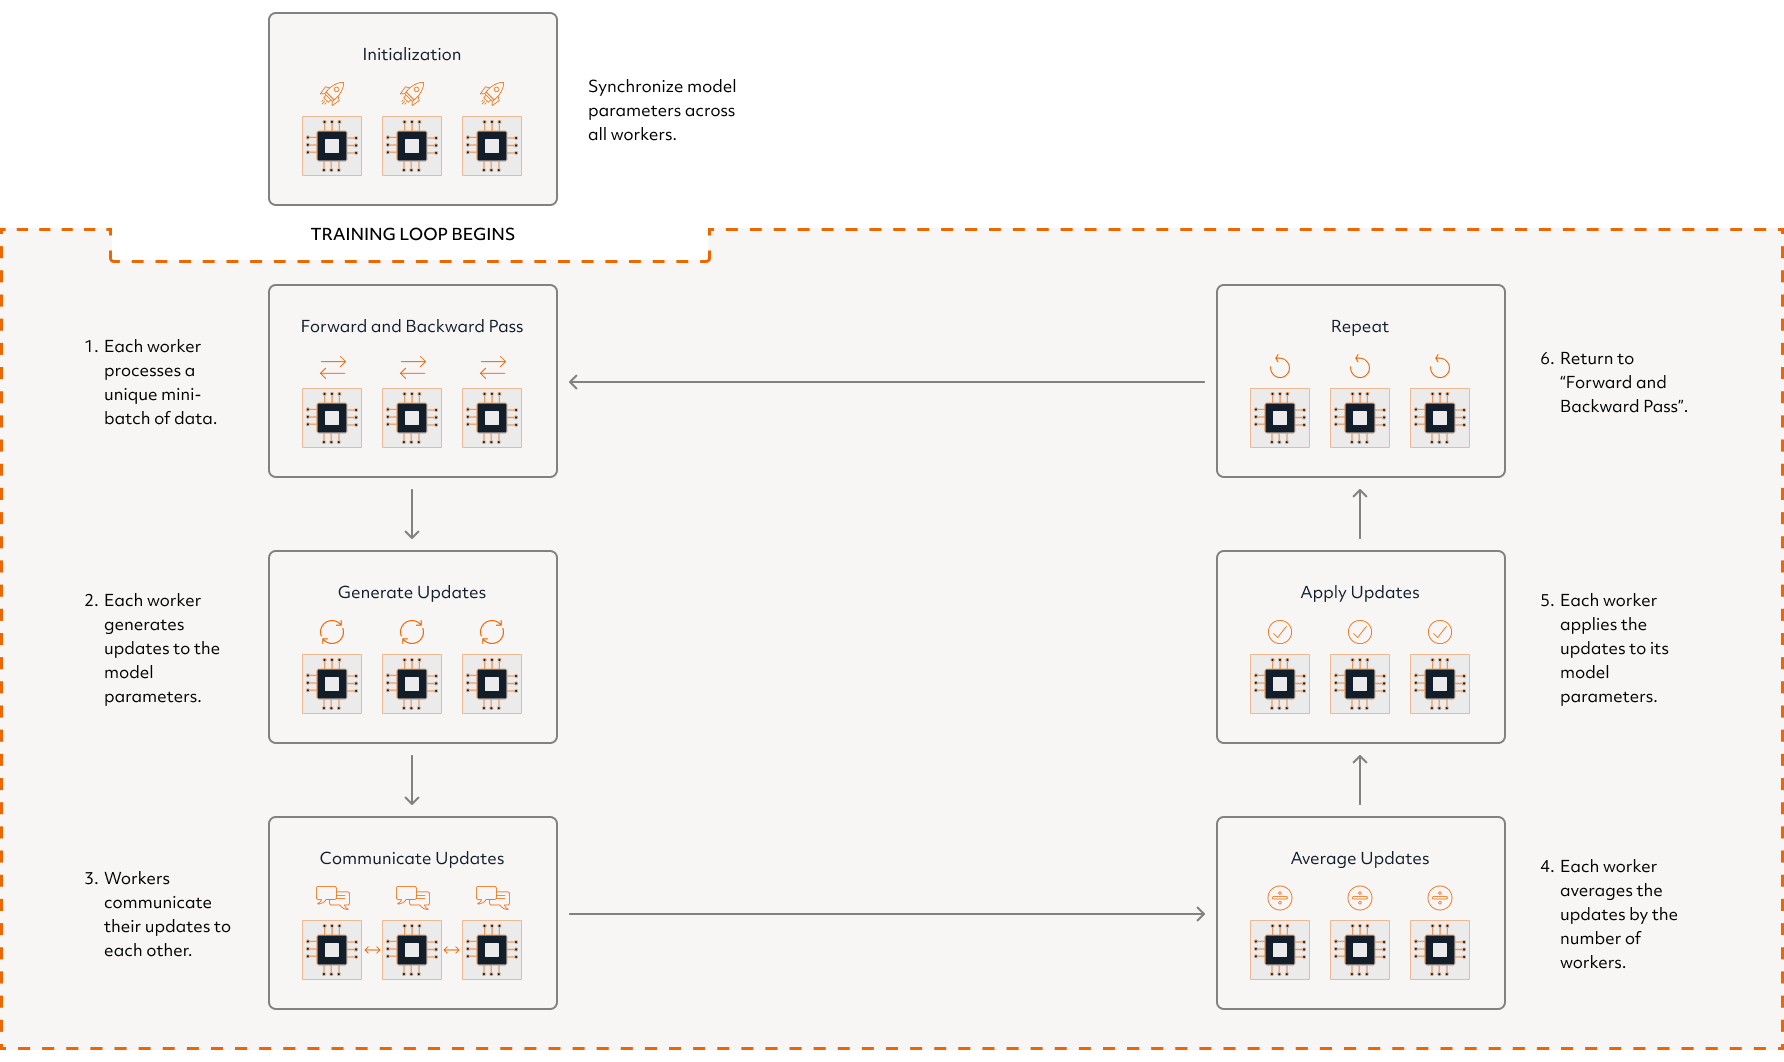 Initialization
Synchronize model
parameters across
all workers.
TRAINING LOOP BEGINS
Forward and Backward Pass
1. Each worker
processes a
unique mini-
batch of data.
Generate Updates
2. Each worker
generates
updates to the
model
parameters.
Communicate Updates
3. Workers
communicate
their updates to
each other.
Average Updates
4. Each worker
averages the
updates by the
number of
workers.
Apply Updates
5. Each worker
applies the
updates to its
model
parameters.
Repeat
6. Return to
“Forward and
Backward Pass”.